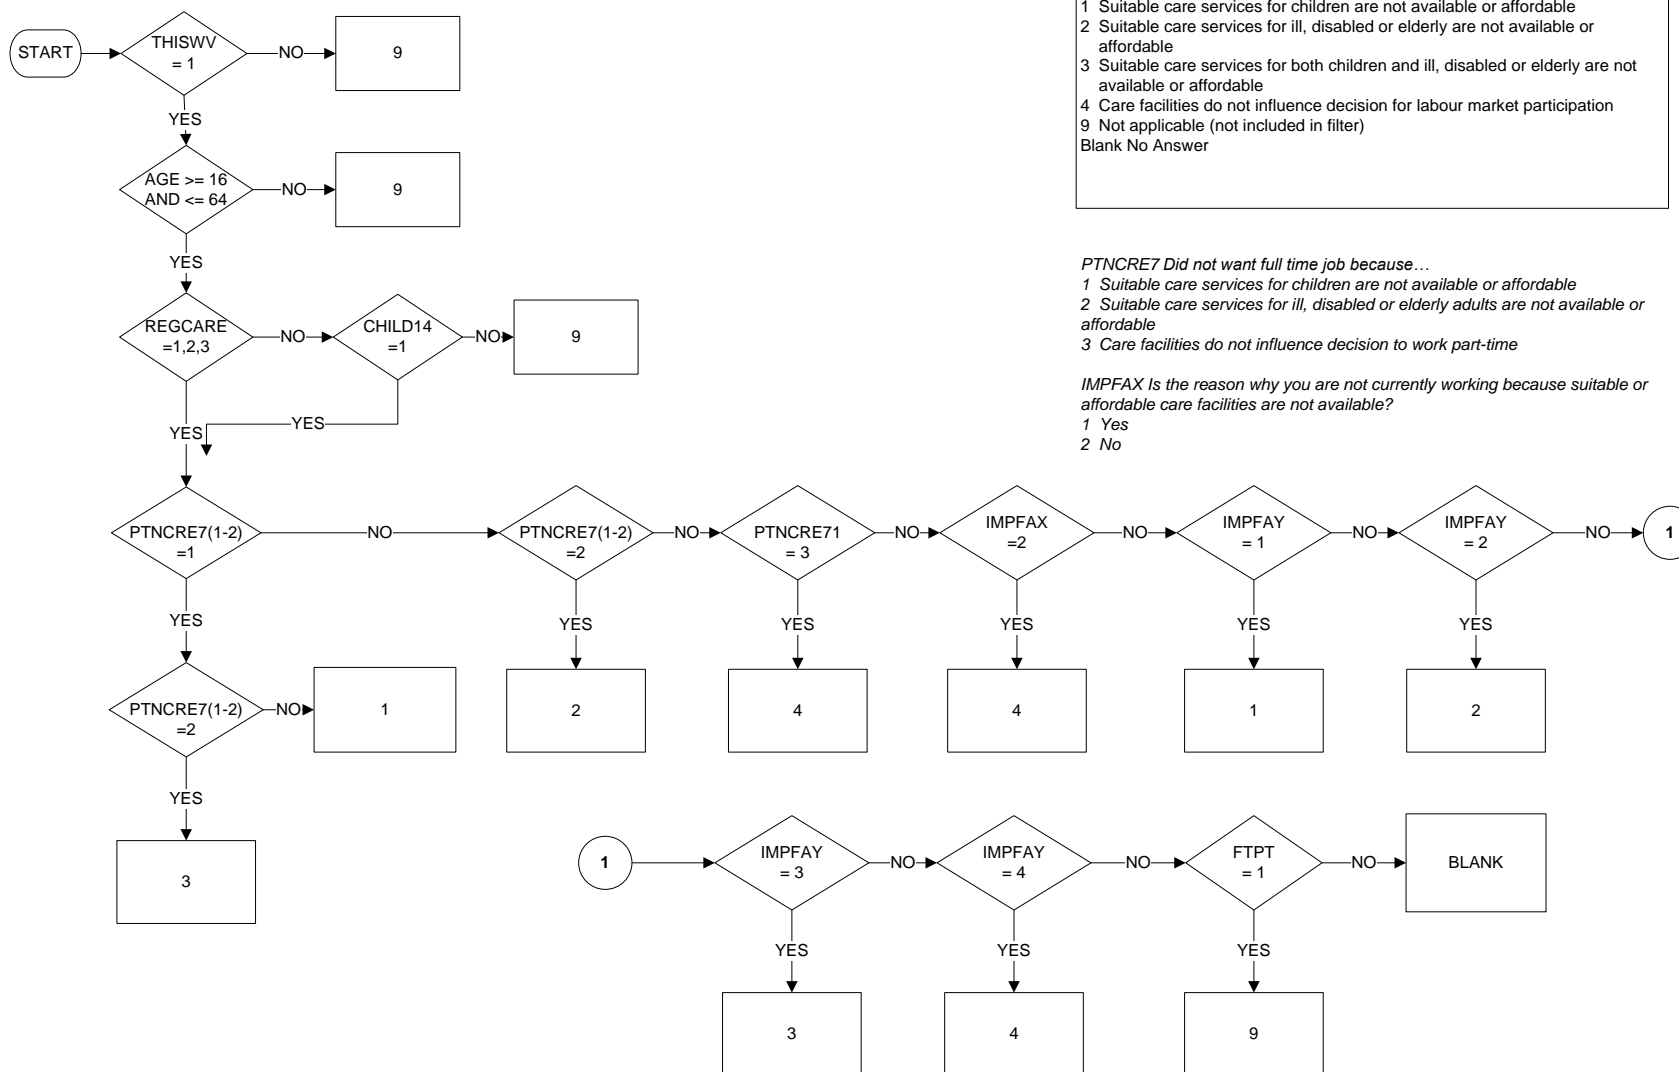 1 Suitable care services for children are not available or affordable
2 Suitable care services for ill, disabled or elderly are not available or
affordable
3 Suitable care services for both children and ill, disabled or elderly are not
available or affordable
4 Care facilities do not influence decision for labour market participation
9 Not applicable (not included in filter)
Blank No Answer
START
THISWV
= 1
NO
9
YES
AGE >= 16
AND <= 64
NO
9
YES
PTNCRE7 Did not want full time job because…
1 Suitable care services for children are not available or affordable
2 Suitable care services for ill, disabled or elderly adults are not available or
affordable
3 Care facilities do not influence decision to work part-time
IMPFAX Is the reason why you are not currently working because suitable or
affordable care facilities are not available?
1 Yes
2 No
REGCARE
=1,2,3
NO
CHILD14
=1
NO
9
YES
YES
PTNCRE7(1-2)
=1
NO
PTNCRE7(1-2)
=2
NO
PTNCRE71
= 3
NO
IMPFAX
=2
NO
IMPFAY
= 1
NO
IMPFAY
= 2
NO
1
YES
YES
YES
YES
YES
YES
PTNCRE7(1-2)
=2
NO
1
2
4
4
1
2
YES
3
1
IMPFAY
= 3
NO
IMPFAY
= 4
NO
FTPT
= 1
NO
BLANK
YES
YES
YES
3
4
9